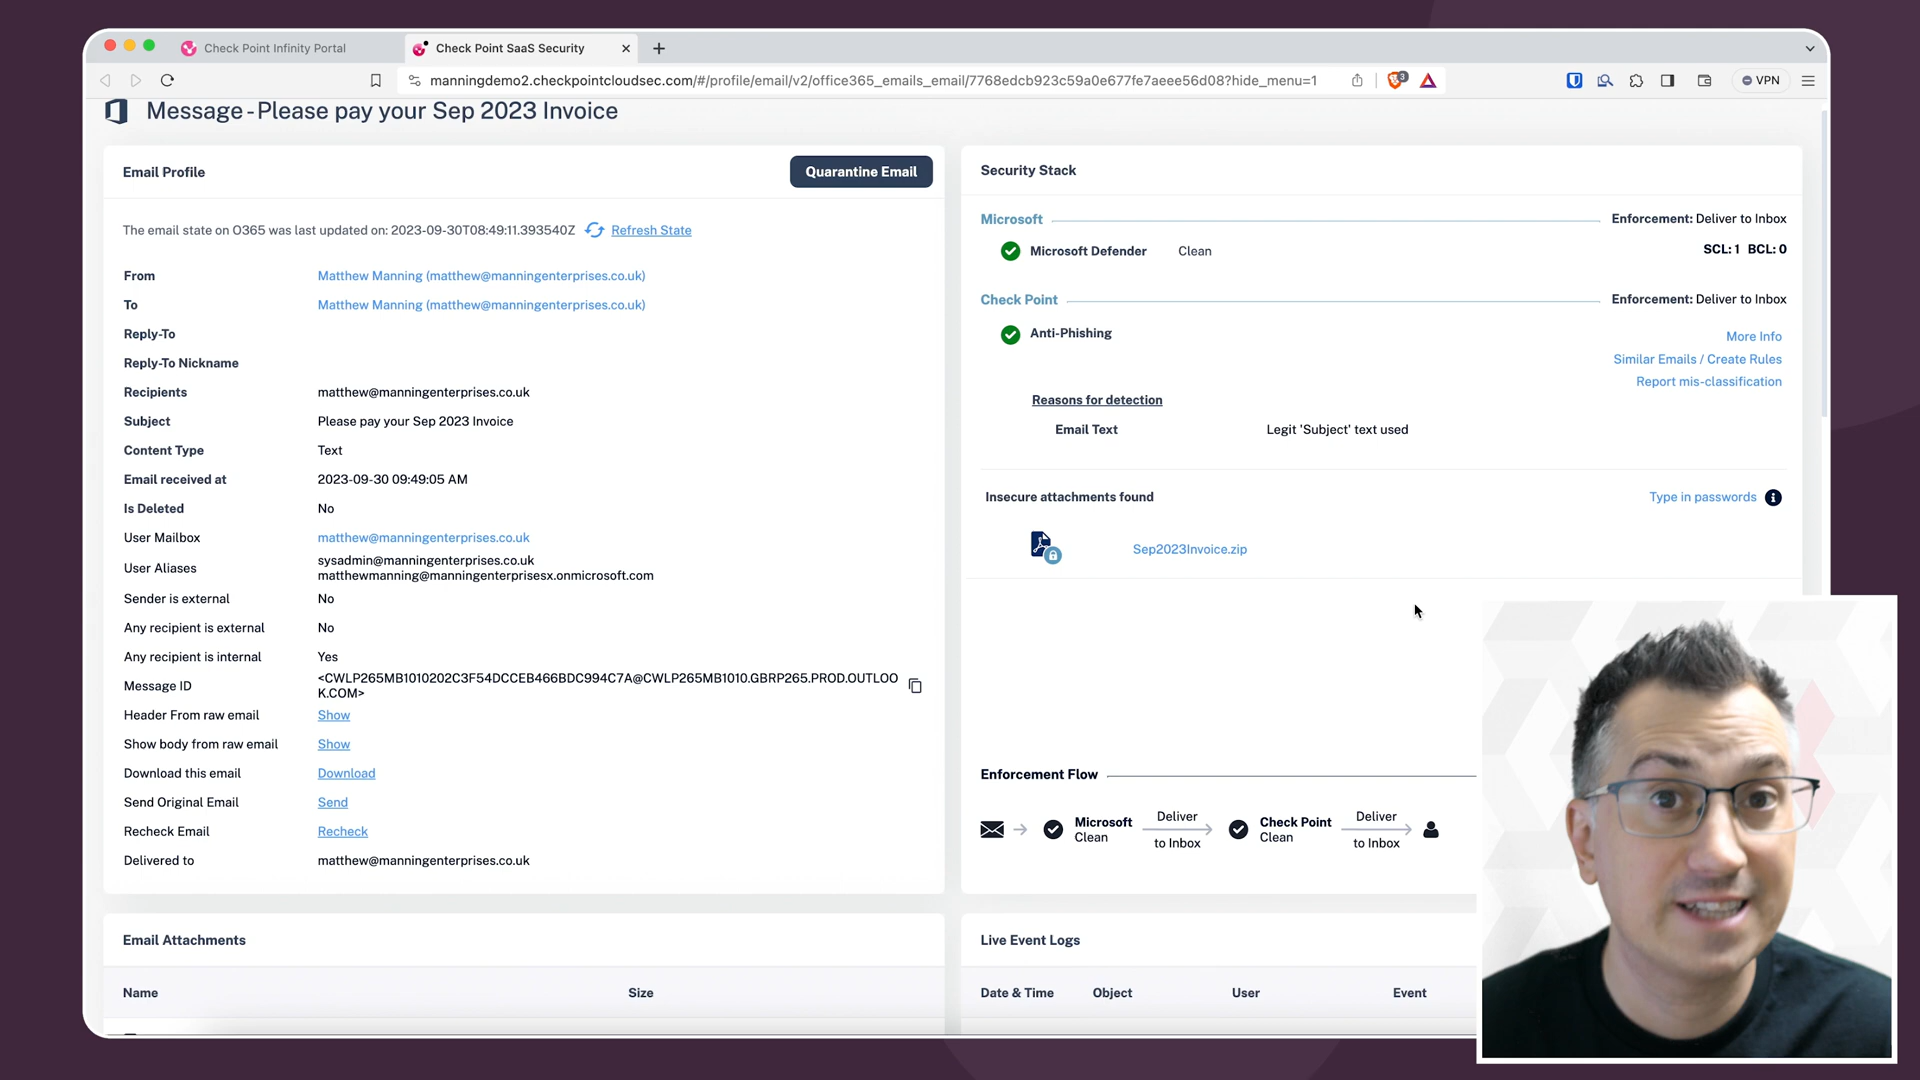 Check Point Infinity Portal
Check Point SaaS Security
manningdemo2.checkpointcloudsec.com/#/profile/email/v2/office365_emails_email/7768edcb923c59a0e677fe7aeee56d08?hide_menu=1
3
VPN
Message - Please pay your Sep 2023 Invoice
Email Profile
Quarantine Email
The email state on O365 was last updated on: 2023-09-30T08:49:11.393540Z Refresh State
From Matthew Manning (matthew@manningenterprises.co.uk)
To Matthew Manning (matthew@manningenterprises.co.uk)
Reply-To
Reply-To Nickname
Recipients matthew@manningenterprises.co.uk
Subject Please pay your Sep 2023 Invoice
Content Type Text
Email received at 2023-09-30 09:49:05 AM
Is Deleted No
User Mailbox matthew@manningenterprises.co.uk
User Aliases sysadmin@manningenterprises.co.uk
matthewmanning@manningenterprisesx.onmicrosoft.com
Sender is external No
Any recipient is external No
Any recipient is internal Yes
Message ID <CWLP265MB1010202C3F54DCCEB466BDC994C7A@CWLP265MB1010.GBRP265.PROD.OUTLOO
K.COM>
Header From raw email Show
Show body from raw email Show
Download this email Download
Send Original Email Send
Recheck Email Recheck
Delivered to matthew@manningenterprises.co.uk
Security Stack
Microsoft Enforcement: Deliver to Inbox
Microsoft Defender Clean SCL: 1 BCL: 0
Check Point Enforcement: Deliver to Inbox
Anti-Phishing
More Info
Similar Emails / Create Rules
Report mis-classification
Reasons for detection
Email Text Legit 'Subject' text used
Insecure attachments found Type in passwords
Sep2023Invoice.zip
Enforcement Flow
Microsoft
Clean
Deliver
to Inbox
Check Point
Clean
Deliver
to Inbox
Email Attachments
Name Size
Live Event Logs
Date & Time Object User Event